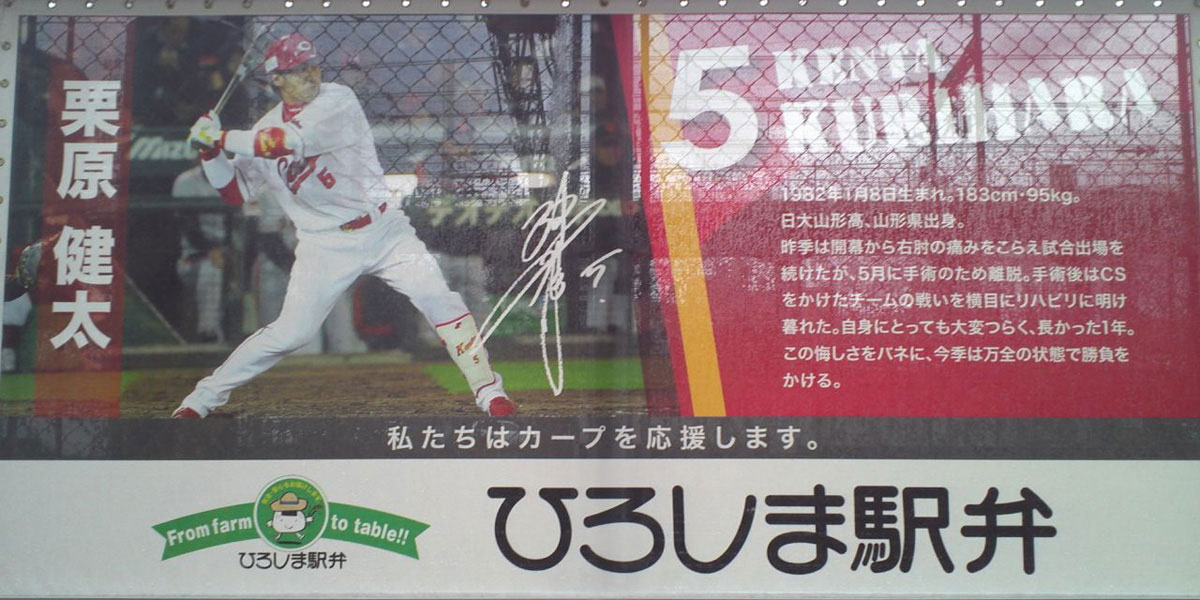 栗原 健太
5
KENTA
KURIHARA
1982年1月8日生まれ。183cm・95kg。
日大山形高、山形県出身。
昨季は開幕から右肘の痛みをこらえ試合出場を
続けたが、5月に手術のため離脱。手術後はCS
をかけたチームの戦いを横目にリハビリに明け
暮れた。自身にとっても大変つらく、長かった1年。
この悔しさをバネに、今季は万全の状態で勝負を
かける。
5
5
私たちはカープを応援します。
From farm to table!!
ひろしま駅弁
ひろしま駅弁